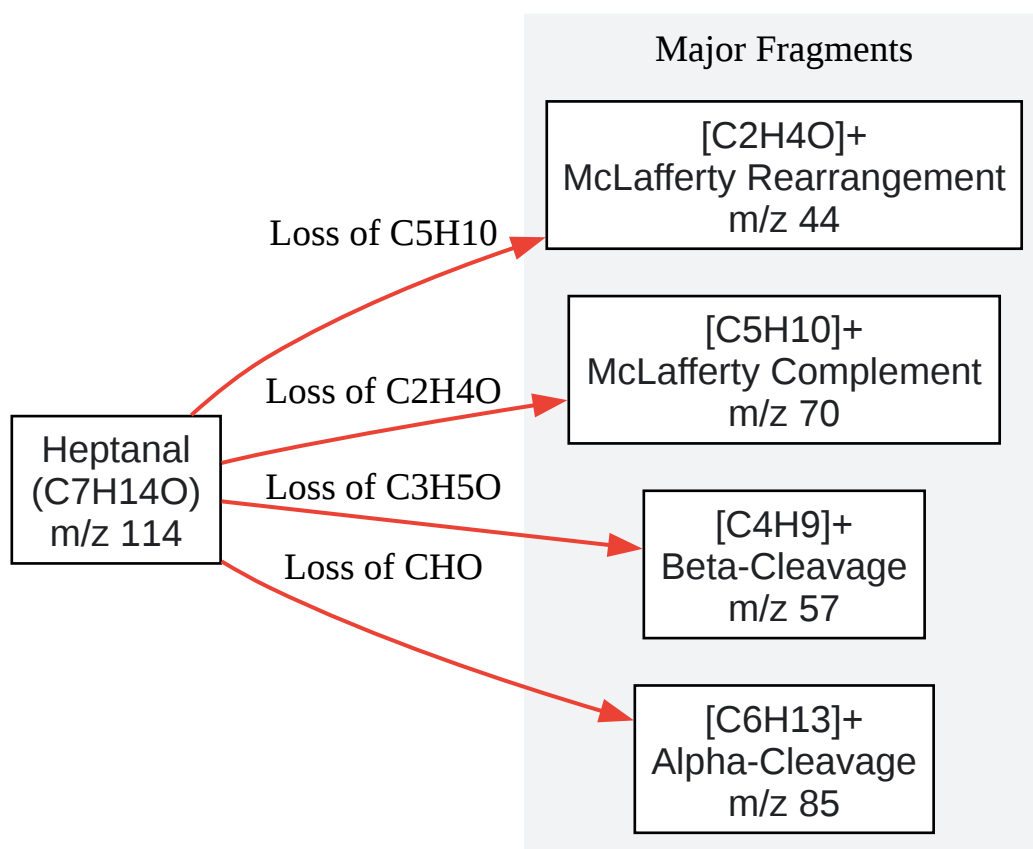 Major Fragments
[C2H4O]+
McLafferty Rearrangement
m/z 44
Loss of C5H10
[C5H10]+
McLafferty Complement
m/z 70
Loss of C2H4O
Heptanal
(C7H14O)
m/z 114
Loss of C3H5O
[C4H9]+
Beta-Cleavage
m/z 57
Loss of CHO
[C6H13]+
Alpha-Cleavage
m/z 85